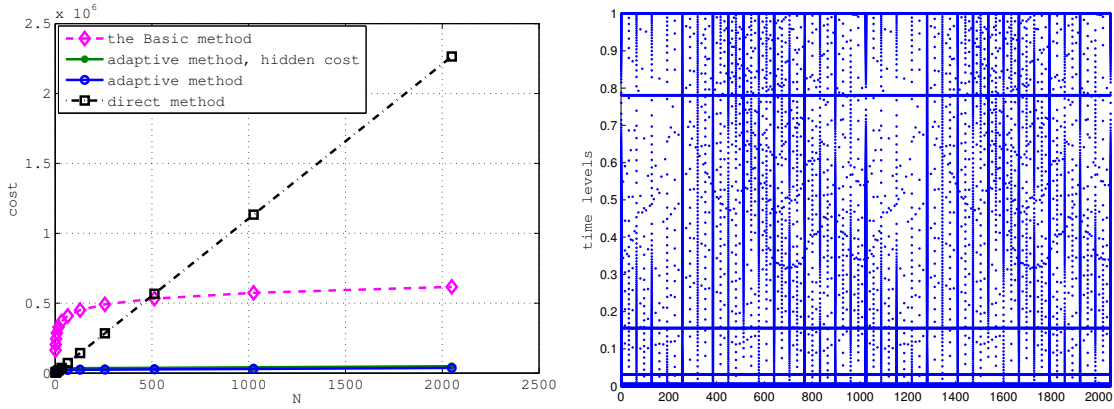 x 10^6
2.5
2
1.5
1
0.5
0
cost
the Basic method
adaptive method, hidden cost
adaptive method
direct method
0 500 1000 1500 2000 2500
N
1
0.9
0.8
0.7
0.6
0.5
0.4
0.3
0.2
0.1
0
time levels
0 200 400 600 800 1000 1200 1400 1600 1800 2000